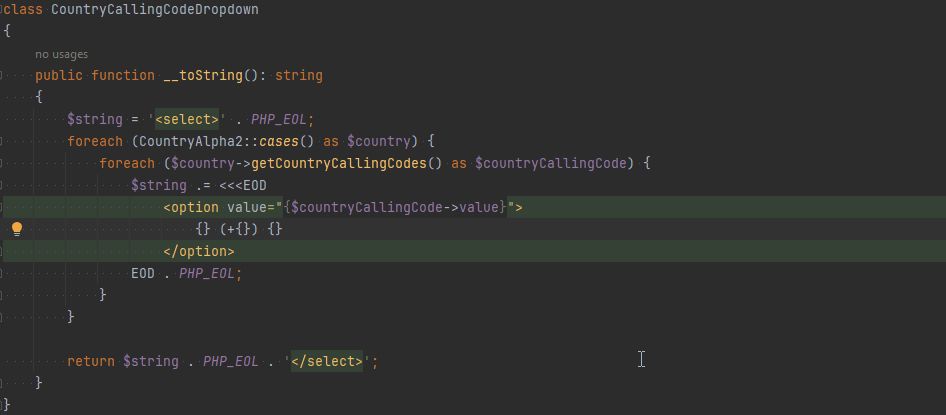 class CountryCallingCodeDropdown
{
no usages
public function __toString(): string
{
$string = '<select>' . PHP_EOL;
foreach (CountryAlpha2::cases() as $country) {
foreach ($country->getCountryCallingCodes() as $countryCallingCode) {
$string .= <<<EOD
<option value="{$countryCallingCode->value}">
{} (+{}) {}
</option>
EOD . PHP_EOL;
}
}
return $string . PHP_EOL . '</select>';
}
}